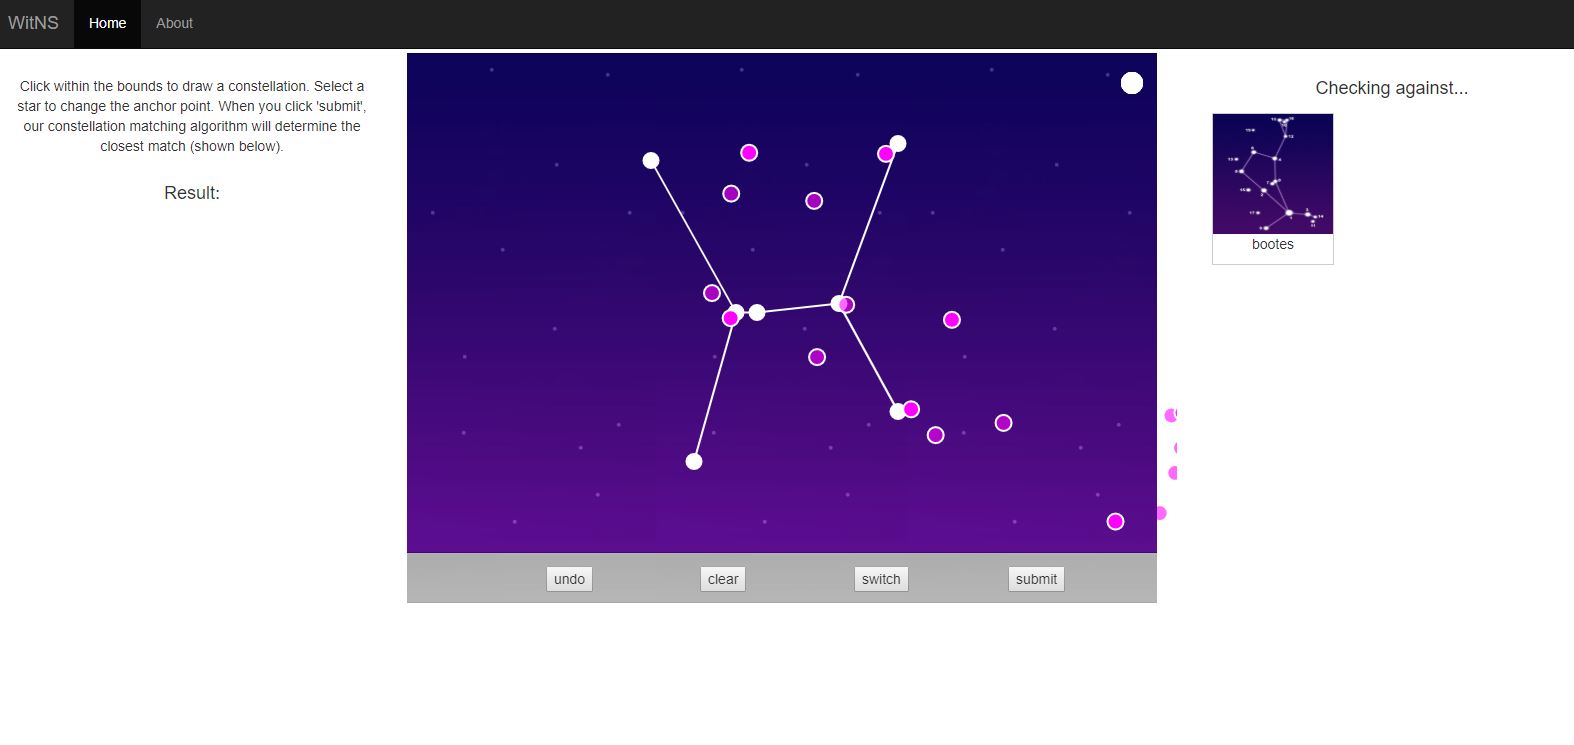 WitNS Home About
Click within the bounds to draw a constellation. Select a
star to change the anchor point. When you click 'submit',
our constellation matching algorithm will determine the
closest match (shown below).
Result:
Checking against...
bootes
undo clear switch submit